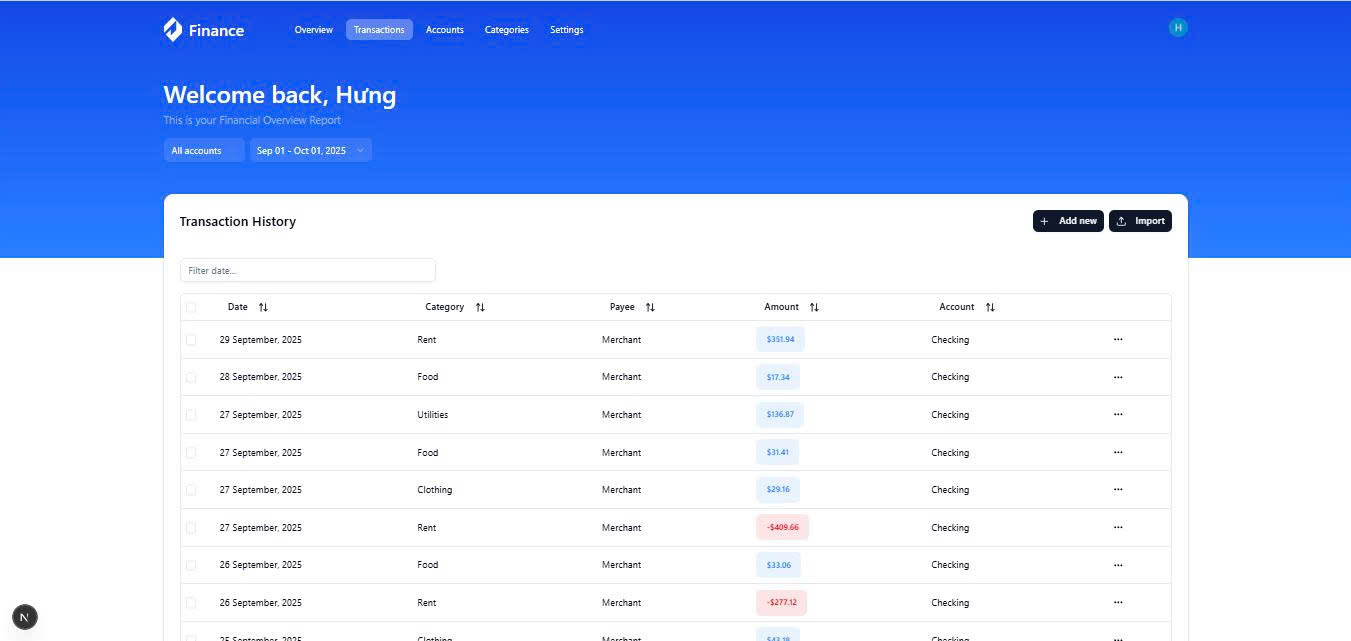 Finance Overview Transactions Accounts Categories Settings H
Welcome back, Hưng
This is your Financial Overview Report
All accounts Sep 01 - Oct 01, 2025
Transaction History + Add new Import
Filter date...
Date Category Payee Amount Account
29 September, 2025 Rent Merchant $351.94 Checking ...
28 September, 2025 Food Merchant $17.34 Checking ...
27 September, 2025 Utilities Merchant $136.87 Checking ...
27 September, 2025 Food Merchant $31.41 Checking ...
27 September, 2025 Clothing Merchant $29.16 Checking ...
27 September, 2025 Rent Merchant -$409.66 Checking ...
26 September, 2025 Food Merchant $33.06 Checking ...
26 September, 2025 Rent Merchant -$277.12 Checking ...
N
25 September, 2025 Clothing Merchant $43.18 Checking